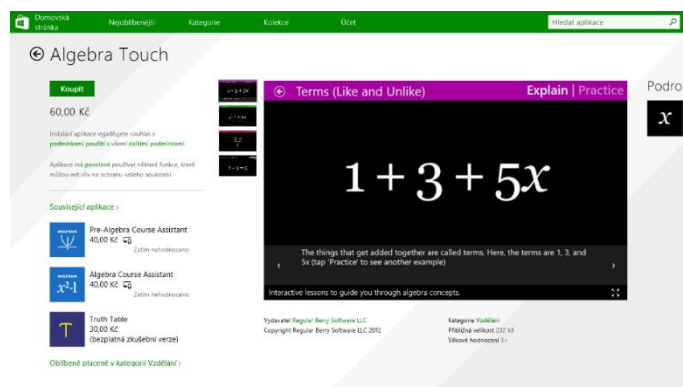 Domovská stránka
Nejoblíbenější
Kategorie
Kolekce
Účet
Hledat aplikace
Algebra Touch
Koupit
60,00 Kč
Instalací aplikace vyjadřujete souhlas s
podmínkami použití a všemi dalšími podmínkami.
Aplikace má povolené používat některé funkce, které
můžou mít vliv na ochranu vašeho soukromí.
Související aplikace ›
Pre-Algebra Course Assistant
40,00 Kč
Zatím nehodnoceno
Algebra Course Assistant
40,00 Kč
Zatím nehodnoceno
Truth Table
30,00 Kč
(bezplatná zkušební verze)
Oblíbené placené v kategorii Vzdělání ›
Terms (Like and Unlike)
Explain | Practice
1 + 3 + 5x
The things that get added together are called terms. Here, the terms are 1, 3, and
5x (tap 'Practice' to see another example)
Interactive lessons to guide you through algebra concepts.
Vydavatel Regular Berry Software LLC
Copyright Regular Berry Software LLC 2012
Kategorie Vzdělání
Přibližná velikost 232 kB
Věkové hodnocení 3+
Podro
x